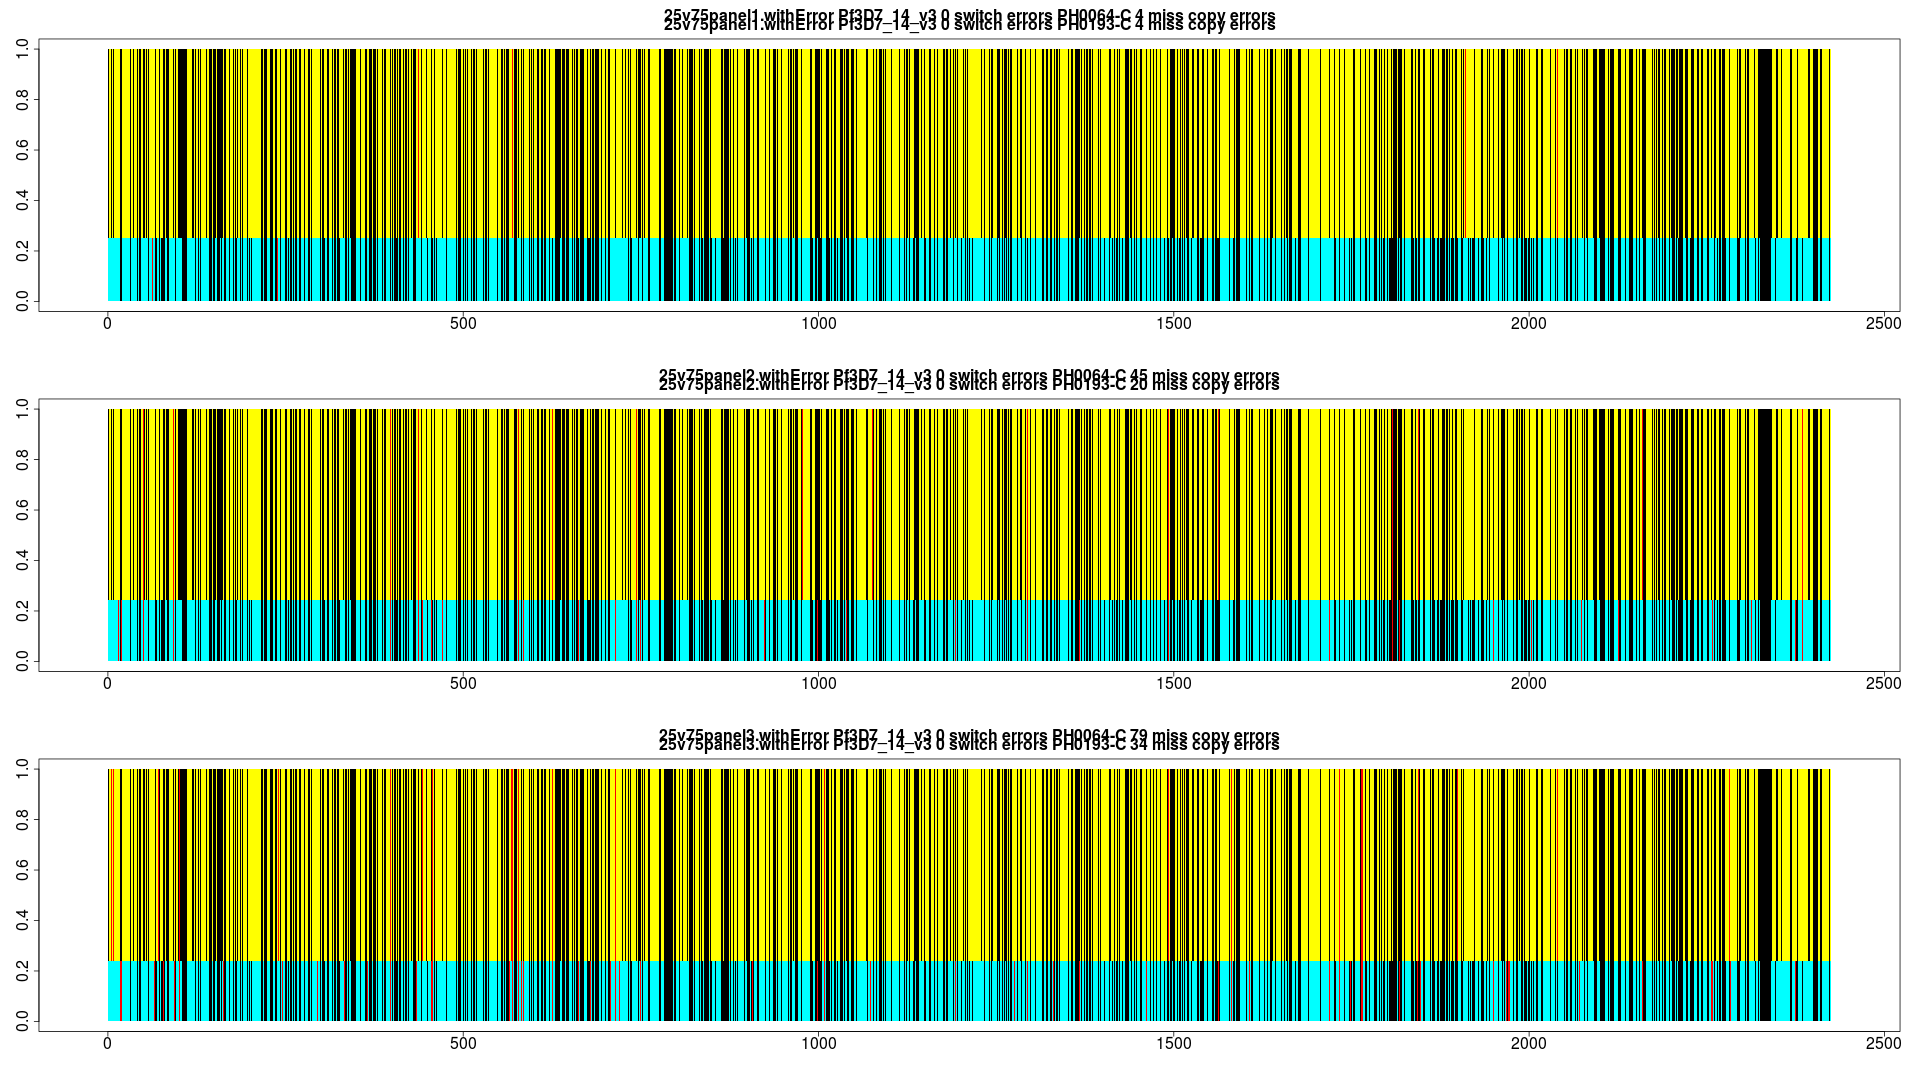 25v75panel1.withError Pf3D7_14_v3 0 switch errors PH0064-C 4 miss copy errors
25v75panel1.withError Pf3D7_14_v3 0 switch errors PH0193-C 4 miss copy errors
1.0
0.8
0.6
0.4
0.2
0.0
0 500 1000 1500 2000 2500
25v75panel2.withError Pf3D7_14_v3 0 switch errors PH0064-C 45 miss copy errors
25v75panel2.withError Pf3D7_14_v3 0 switch errors PH0193-C 20 miss copy errors
1.0
0.8
0.6
0.4
0.2
0.0
0 500 1000 1500 2000 2500
25v75panel3.withError Pf3D7_14_v3 0 switch errors PH0064-C 79 miss copy errors
25v75panel3.withError Pf3D7_14_v3 0 switch errors PH0193-C 34 miss copy errors
1.0
0.8
0.6
0.4
0.2
0.0
0 500 1000 1500 2000 2500